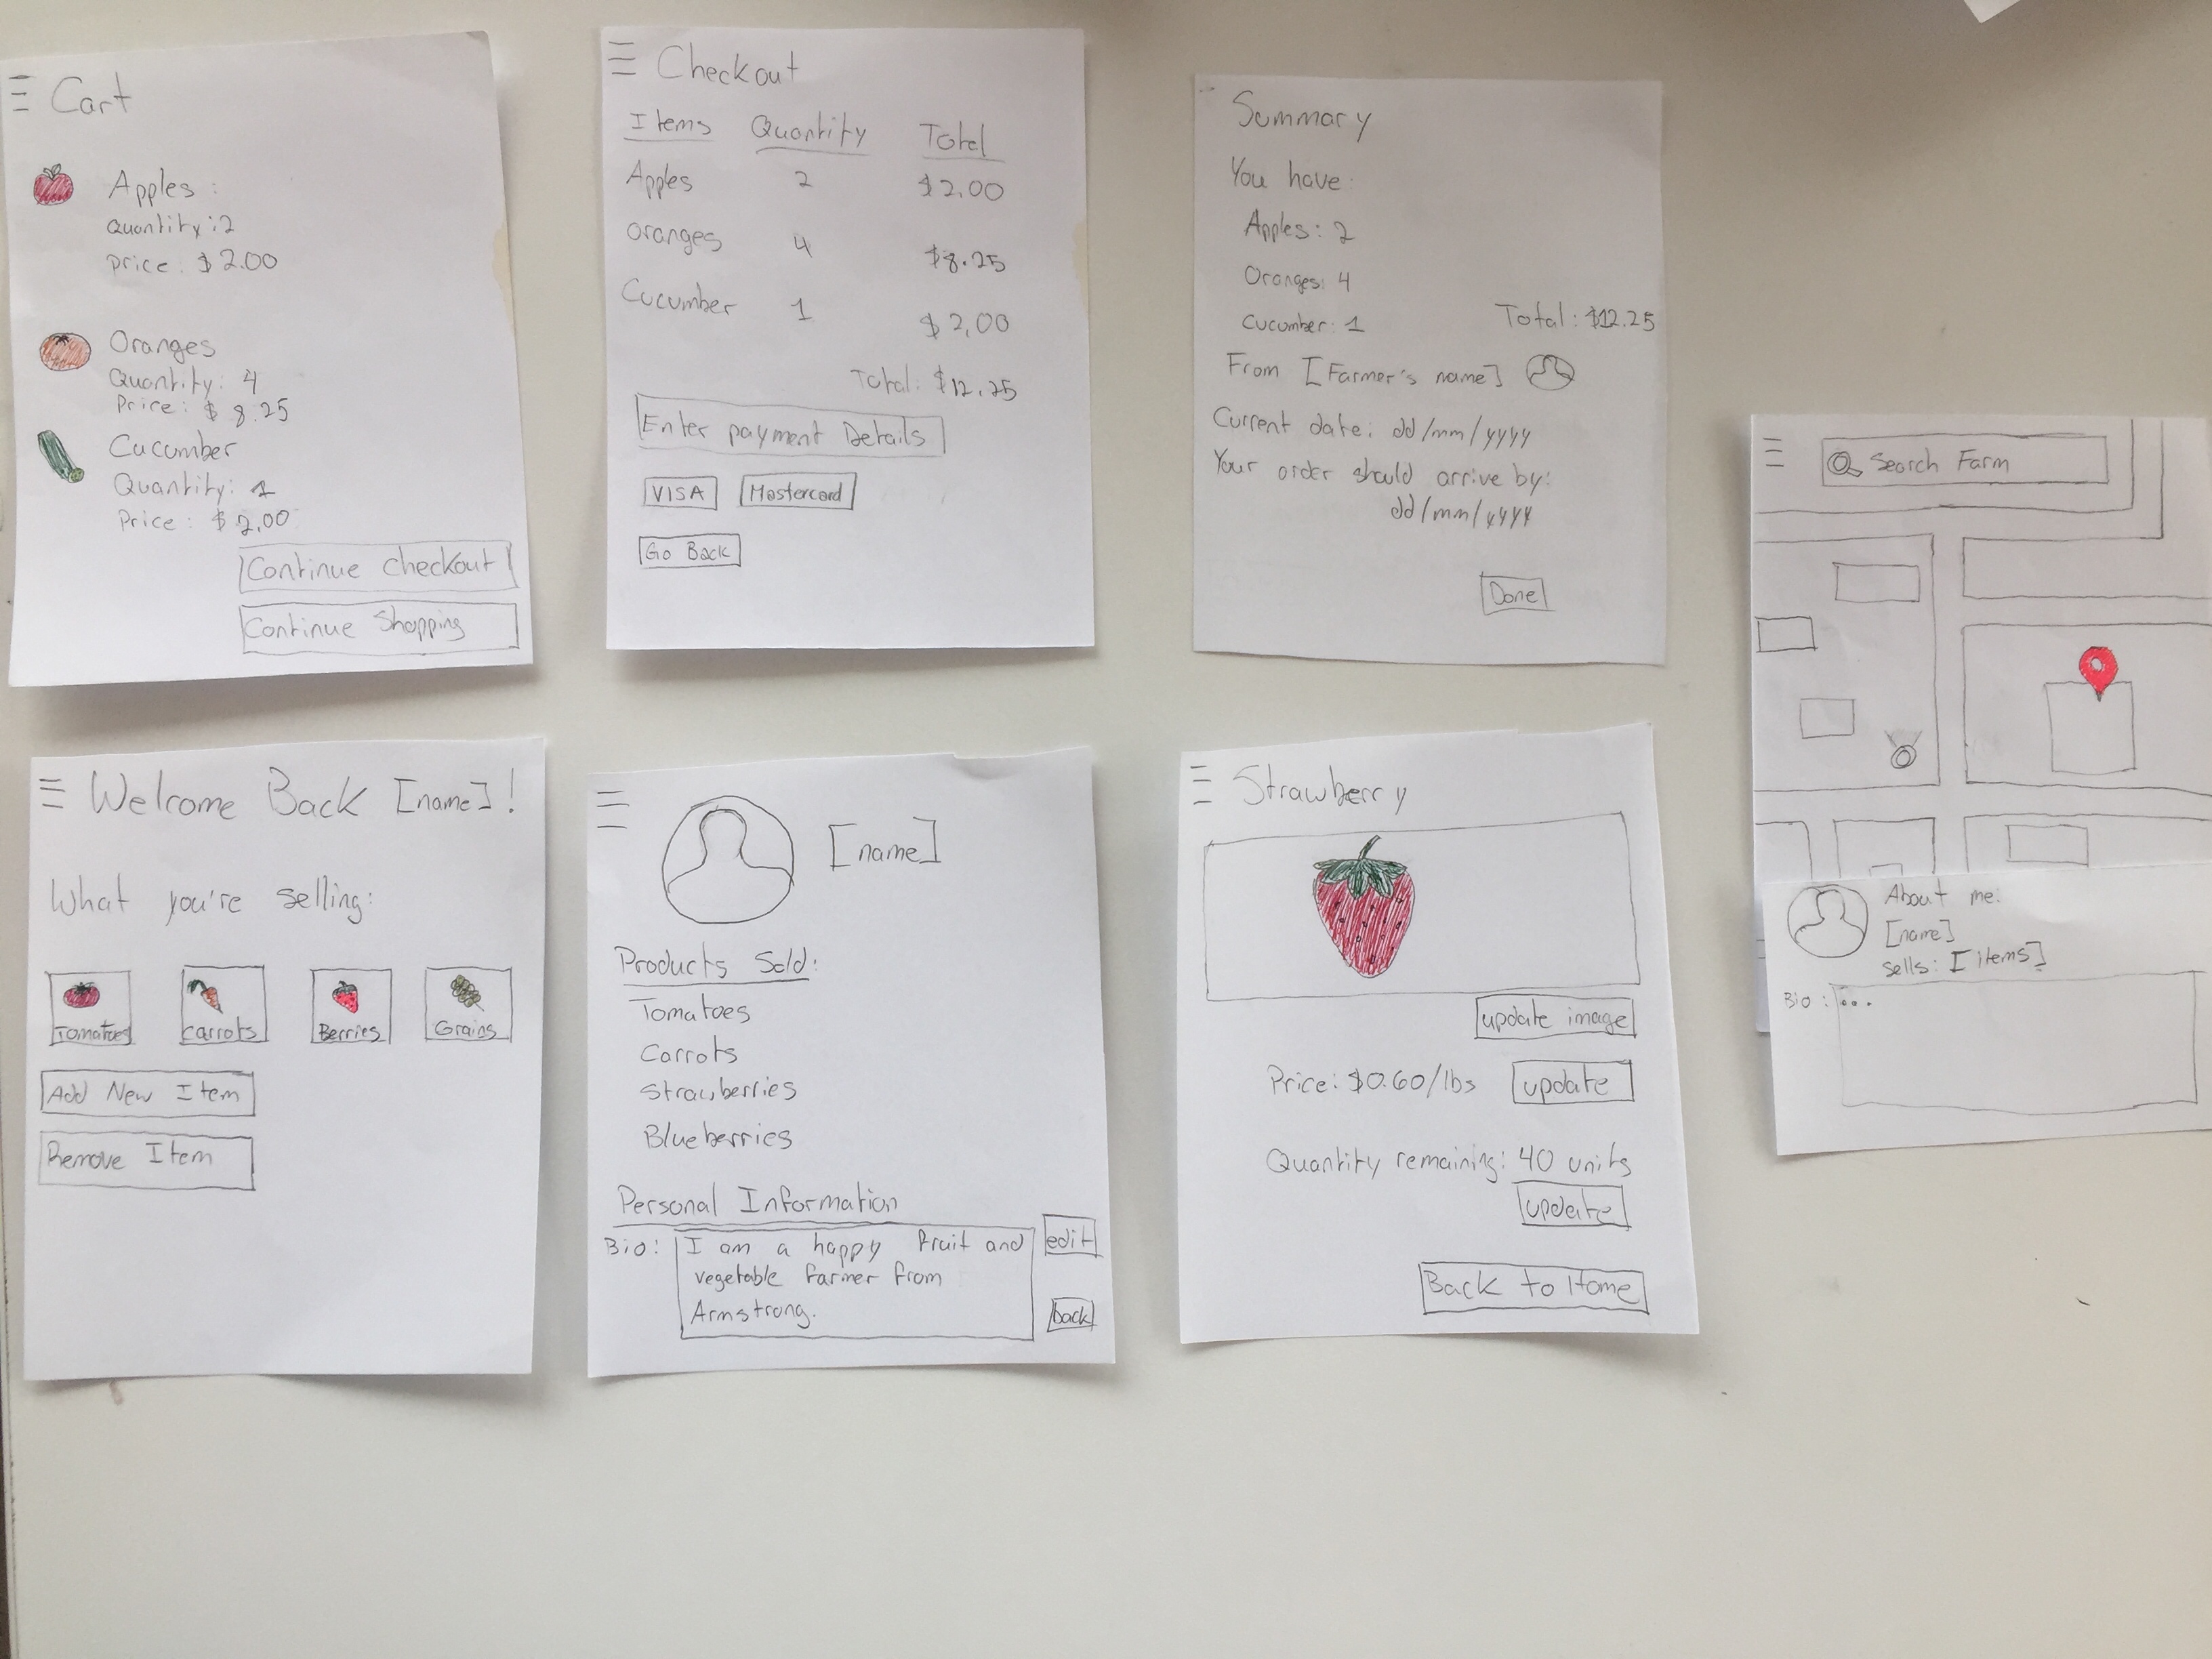 Cart
Apples :
Quantity : 2
Price : $ 2.00
Oranges
Quantity: 4
Price: $ 8.25
Cucumber
Quantity: 1
Price : $ 2,00
Continue checkout
Continue Shopping
Checkout
Items Quantity Total
Apples 2 $2.00
Oranges 4 $8.25
Cucumber 1 $ 2,00
Total: $12.25
Enter payment Details
VISA Mastercard
Go Back
Summary
You have:
Apples: 2
Oranges: 4
Cucumber: 1 Total: $12.25
From [Farmer's name]
Current date: dd/mm/yyyy
Your order should arrive by:
dd/mm/yyyy
Done
Search Farm
About me:
[name]
sells: [items]
Bio : ...
Welcome Back [name]!
What you're selling:
Tomatoes Carrots Berries Grains
Add New Item
Remove Item
[name]
Products Sold:
Tomatoes
Carrots
Strawberries
Blueberries
Personal Information
Bio: I am a happy fruit and edit
vegetable farmer from
Armstrong. back
Strawberry
update image
Price: $0.60/lbs update
Quantity remaining: 40 units
update
Back to Home